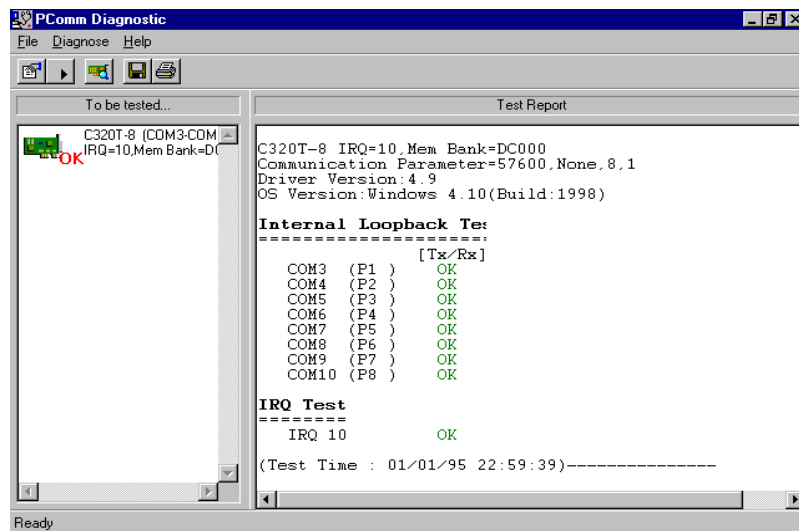 PComm Diagnostic
File Diagnose Help
To be tested...
C320T-8 (COM3-COM
IRQ=10,Mem Bank=D(
OK
Test Report
C320T-8 IRQ=10,Mem Bank=DC000
Communication Parameter=57600,None,8,1
Driver Version:4.9
OS Version:Windows 4.10(Build:1998)
Internal Loopback Tes
======================
[Tx/Rx]
COM3 (P1 ) OK
COM4 (P2 ) OK
COM5 (P3 ) OK
COM6 (P4 ) OK
COM7 (P5 ) OK
COM8 (P6 ) OK
COM9 (P7 ) OK
COM10 (P8 ) OK
IRQ Test
========
IRQ 10 OK
(Test Time : 01/01/95 22:59:39)---------------
Ready